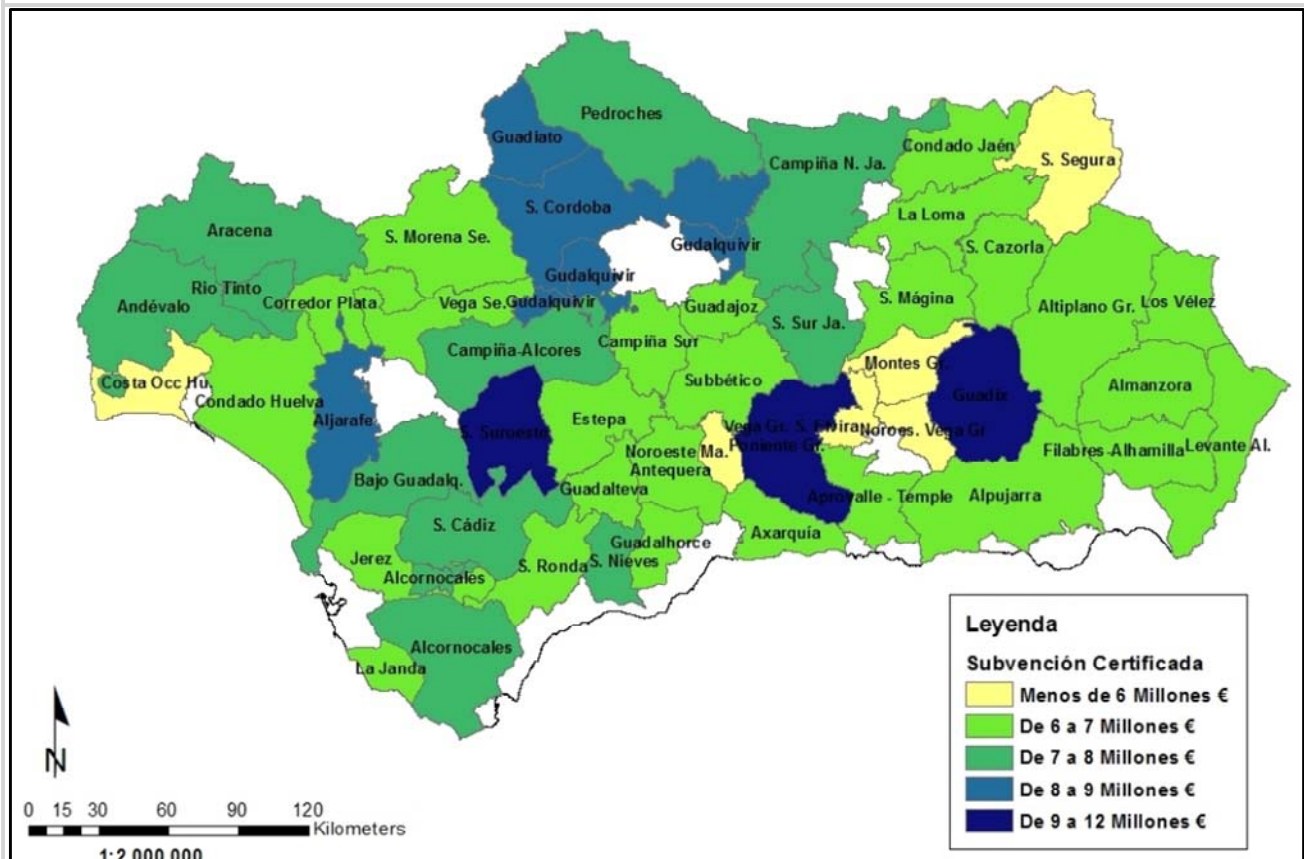 Pedroches
Guadiato
Condado Jaén
Campiña N. Ja.
S. Segura
S. Cordoba
La Loma
Aracena
S. Morena Se.
Gudalquivir
S. Cazorla
Gudalquivir
Rio Tinto
Andévalo
Corredor Plata
Vega Se.
Gudalquivir
Guadajoz
S. Mágina
Altiplano Gr.
Los Vélez
S. Sur Ja.
Campiña Sur
Campiña-Alcores
Montes Gr.
Costa Occ Hu.
Condado Huelva
Subbético
Almanzora
Guadix
Aljarafe
Estepa
S. Suroeste
Vega Gr. S. Elvira
Noroes. Vega Gr
Poniente Gr.
Noroeste Ma.
Antequera
Filabres-Alhamilla
Levante Al.
Bajo Guadalq.
Guadalteva
Alpujarra
S. Cádiz
Axarquía
Guadalhorce
Jerez
S. Ronda
S. Nieves
Alcornocales
Alcornocales
La Janda
Leyenda
Subvención Certificada
Menos de 6 Millones €
De 6 a 7 Millones €
De 7 a 8 Millones €
De 8 a 9 Millones €
De 9 a 12 Millones €
N
0 15 30 60 90 120
Kilometers
1:2.000.000